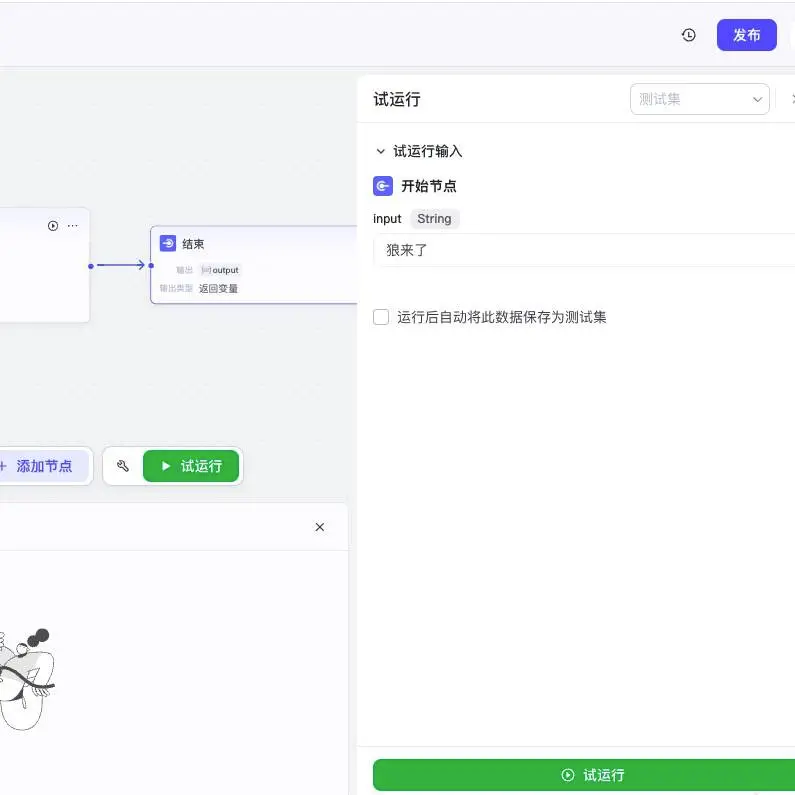 发布
试运行
测试集
试运行输入
开始节点
input String
狼来了
运行后自动将此数据保存为测试集
结束
输出 output
输出类型 返回变量
添加节点
试运行
试运行